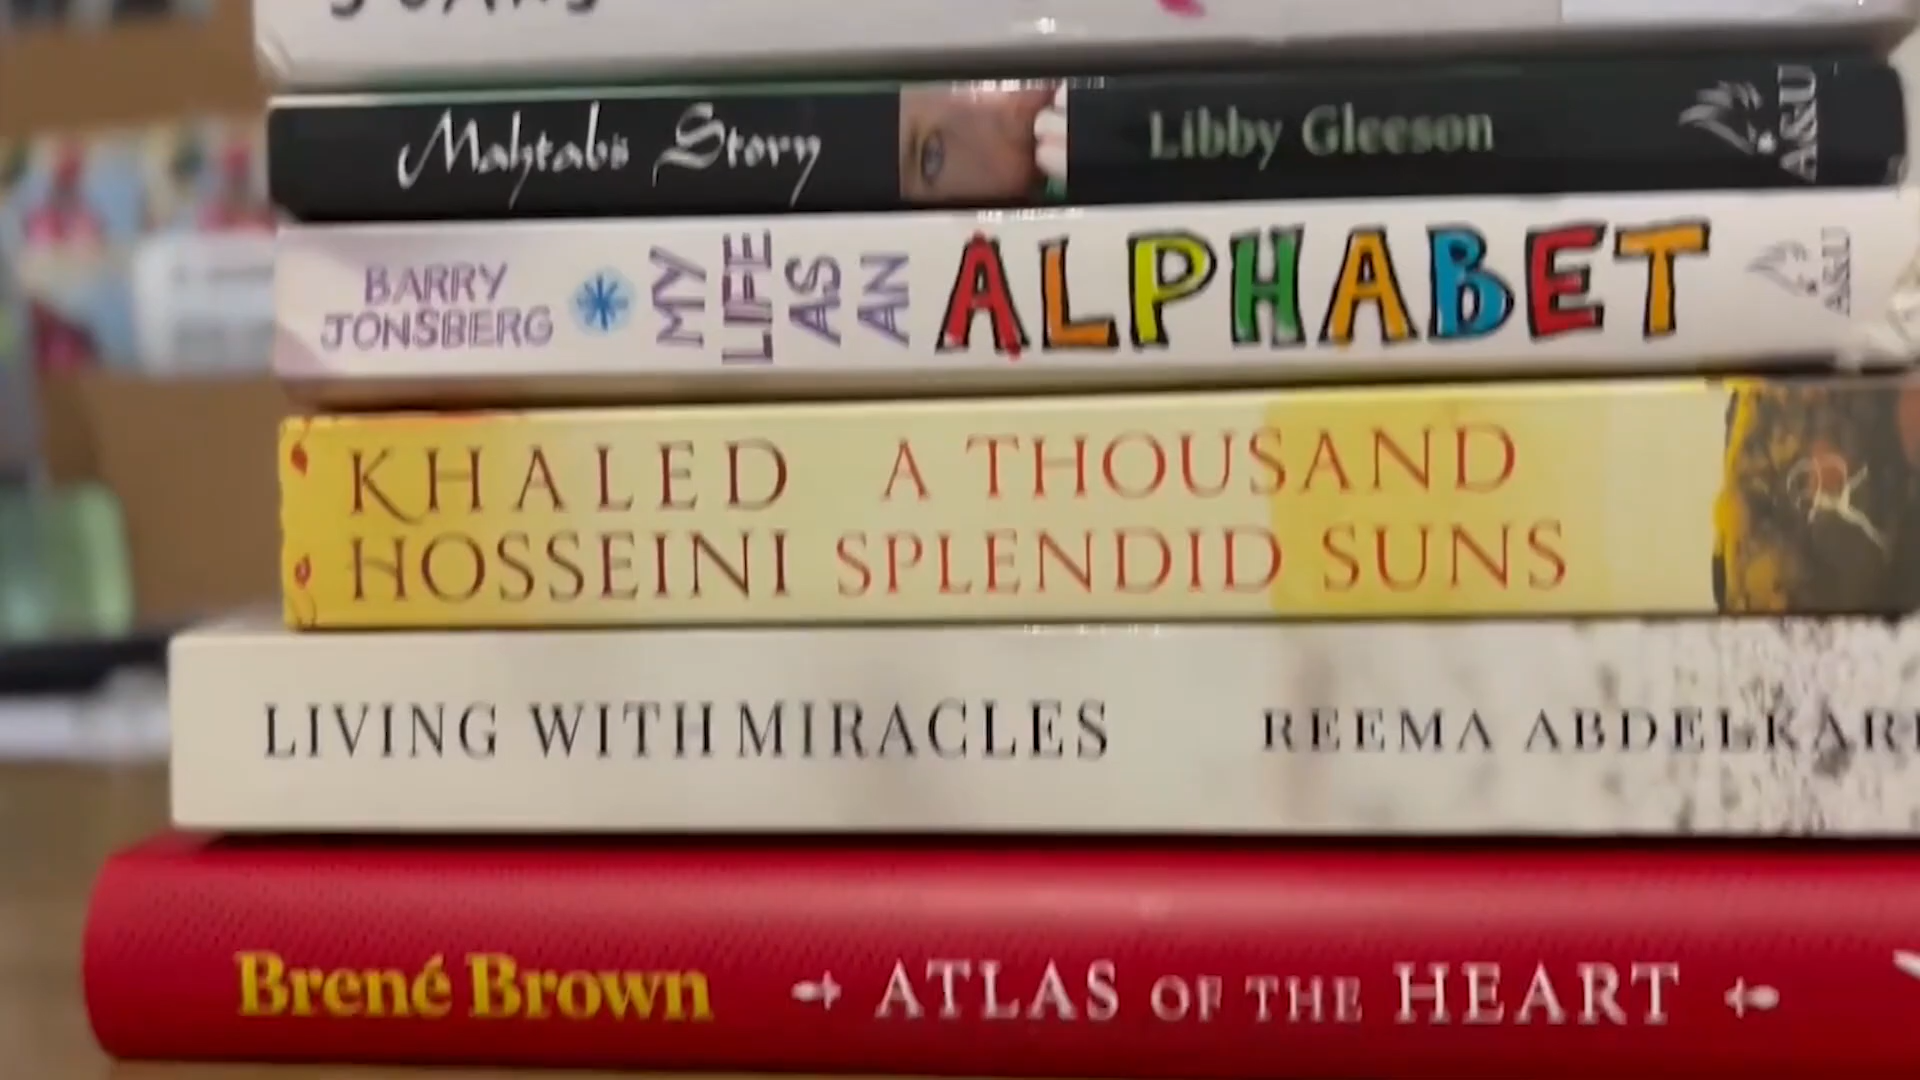 Mahtab's Story Libby Gleeson A&U
BARRY
JONSBERG
MY
LIFE
AS
AN
ALPHABET
A&U
KHALED
HOSSEINI
A THOUSAND
SPLENDID SUNS
LIVING WITH MIRACLES REEMA
Brené Brown ATLAS OF THE HEART